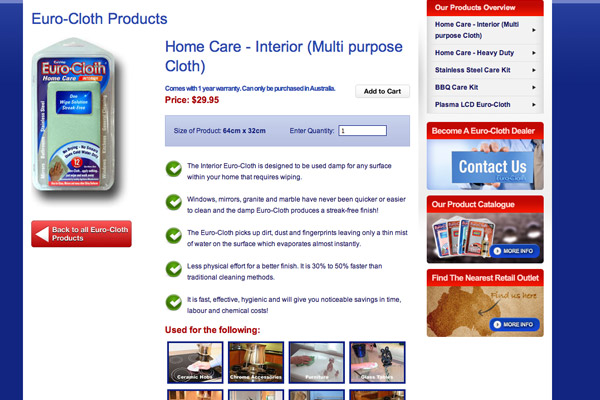 Euro-Cloth Products
Euro-Cloth
Home Care
INTERIOR
One
Wipe Solution
Streak Free
12
Home Care - Interior (Multi purpose
Cloth)
Comes with 1 year warranty. Can only be purchased in Australia.
Price: $29.95
Add to Cart
Size of Product: 64cm x 32cm
Enter Quantity: 1
The Interior Euro-Cloth is designed to be used damp for any surface
within your home that requires wiping.
Windows, mirrors, granite and marble have never been quicker or easier
to clean and the damp Euro-Cloth produces a streak-free finish!
The Euro-Cloth picks up dirt, dust and fingerprints leaving only a thin mist
of water on the surface which evaporates almost instantly.
Less physical effort for a better finish. It is 30% to 50% faster than
traditional cleaning methods.
It is fast, effective, hygienic and will give you noticeable savings in time,
labour and chemical costs!
Used for the following:
Ceramic Hobs
Chrome Accessories
Furniture
Glass Tables
Back to all Euro-Cloth
Products
Our Products Overview
Home Care - Interior (Multi
purpose Cloth)
Home Care - Heavy Duty
Stainless Steel Care Kit
BBQ Care Kit
Plasma LCD Euro-Cloth
Become A Euro-Cloth Dealer
Contact Us
Our Product Catalogue
MORE INFO
Find The Nearest Retail Outlet
Find us here
MORE INFO